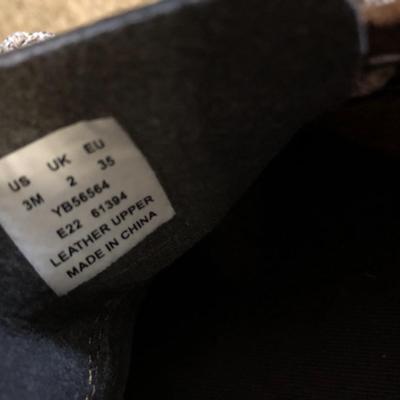 US UK EU
3M 2 35
YB56564
E22 61394
LEATHER UPPER
MADE IN CHINA